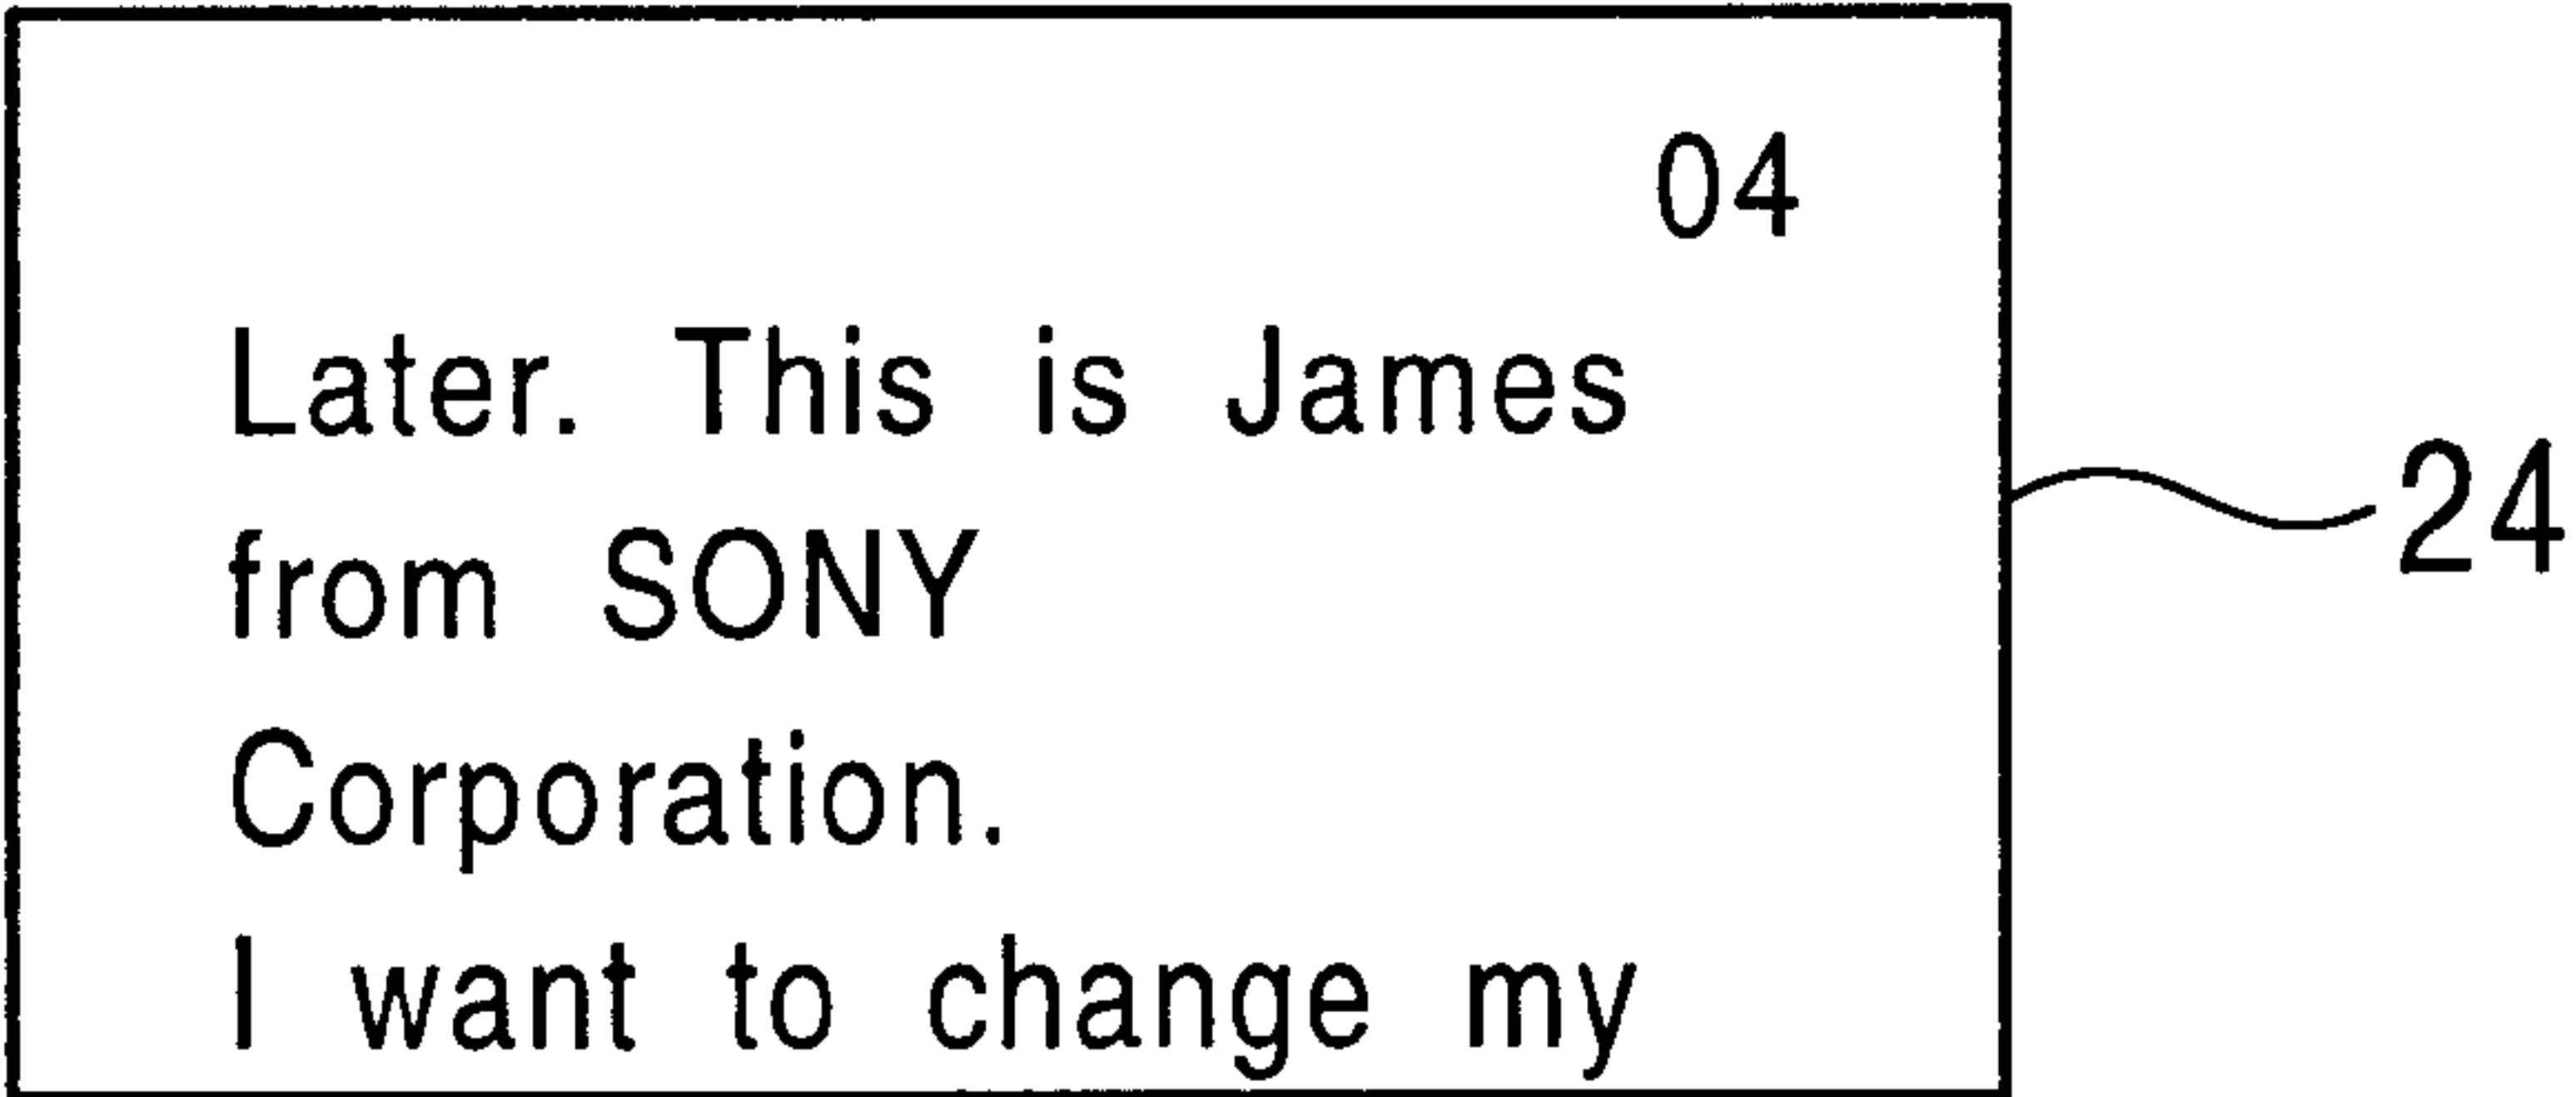 04
Later. This is James
from SONY
Corporation.
I want to change my
24